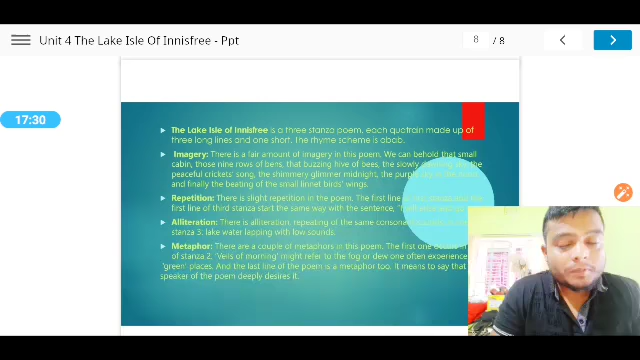 Unit 4 The Lake Isle Of Innisfree - Ppt
8 / 8
17:30
The Lake Isle of Innisfree is a three stanza poem, each quatrain made up of
three long lines and one short. The rhyme scheme is abab.
Imagery: There is a fair amount of imagery in this poem. We can behold that small
cabin, those nine rows of bens, that buzzing hive of bees, the slowly the
peaceful crickets' song, the shimmery glimmer midnight, the purple
and finally the beating of the small linnet birds' wings.
Repetition: There is slight repetition in the poem. The first line
first line of third stanza start the same way with the sentence,
Alliteration: There is alliteration, repeating of the same
stanza 3: lake water lapping with low sounds.
Metaphor: There are a couple of metaphors in this poem. The first one
of stanza 2. 'Veils of morning' might refer to the fog or dew one often experience
'green' places. And the last line of the poem is a metaphor too. It means to say that
speaker of the poem deeply desires it.